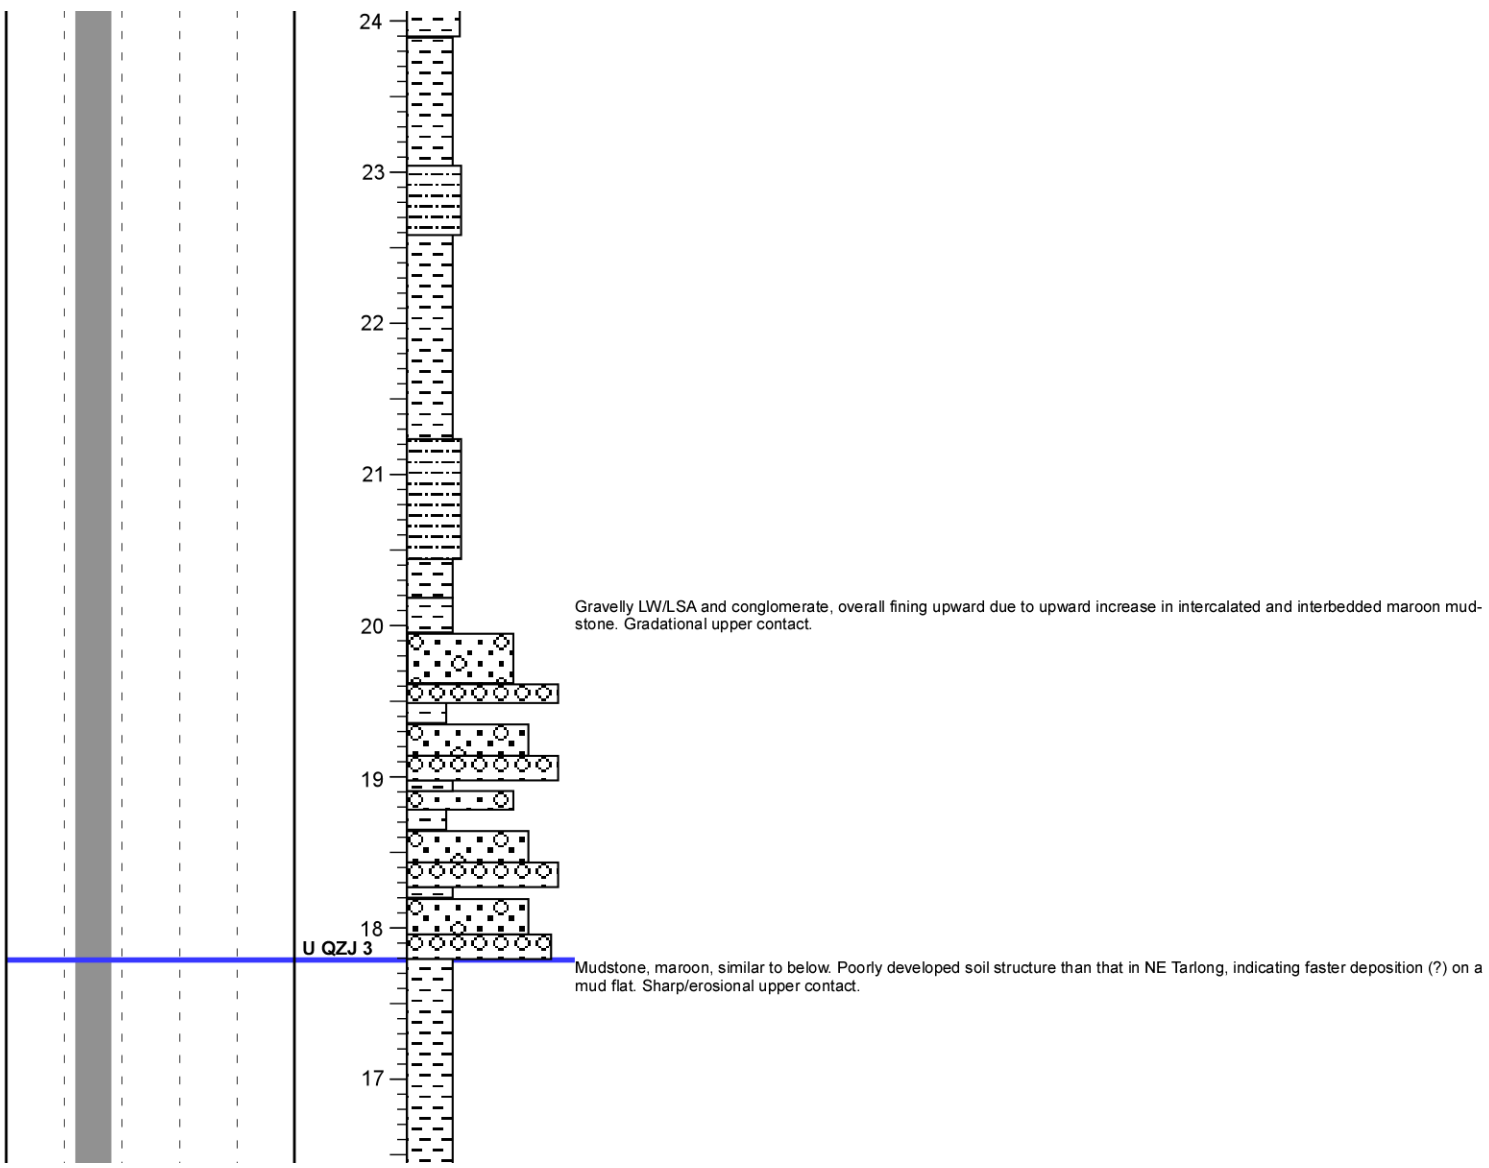 24
23
22
21
Gravelly LW/LSA and conglomerate, overall fining upward due to upward increase in intercalated and interbedded maroon mud-
stone. Gradational upper contact.
20
19
18
U QZJ 3
Mudstone, maroon, similar to below. Poorly developed soil structure than that in NE Tarlong, indicating faster deposition (?) on a
mud flat. Sharp/erosional upper contact.
17